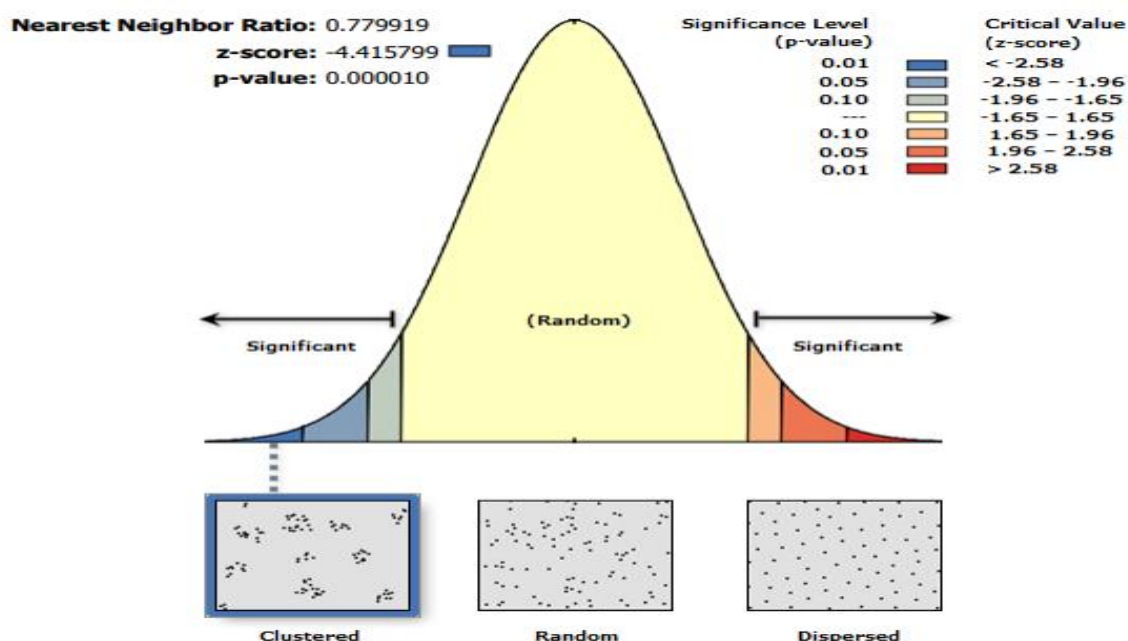 Nearest Neighbor Ratio: 0.779919
z-score: -4.415799
p-value: 0.000010
Significance Level
(p-value)
Critical Value
(z-score)
0.01 < -2.58
0.05 -2.58 – -1.96
0.10 -1.96 – -1.65
--- -1.65 – 1.65
0.10 1.65 – 1.96
0.05 1.96 – 2.58
0.01 > 2.58
(Random)
Significant
Significant
Clustered
Random
Dispersed